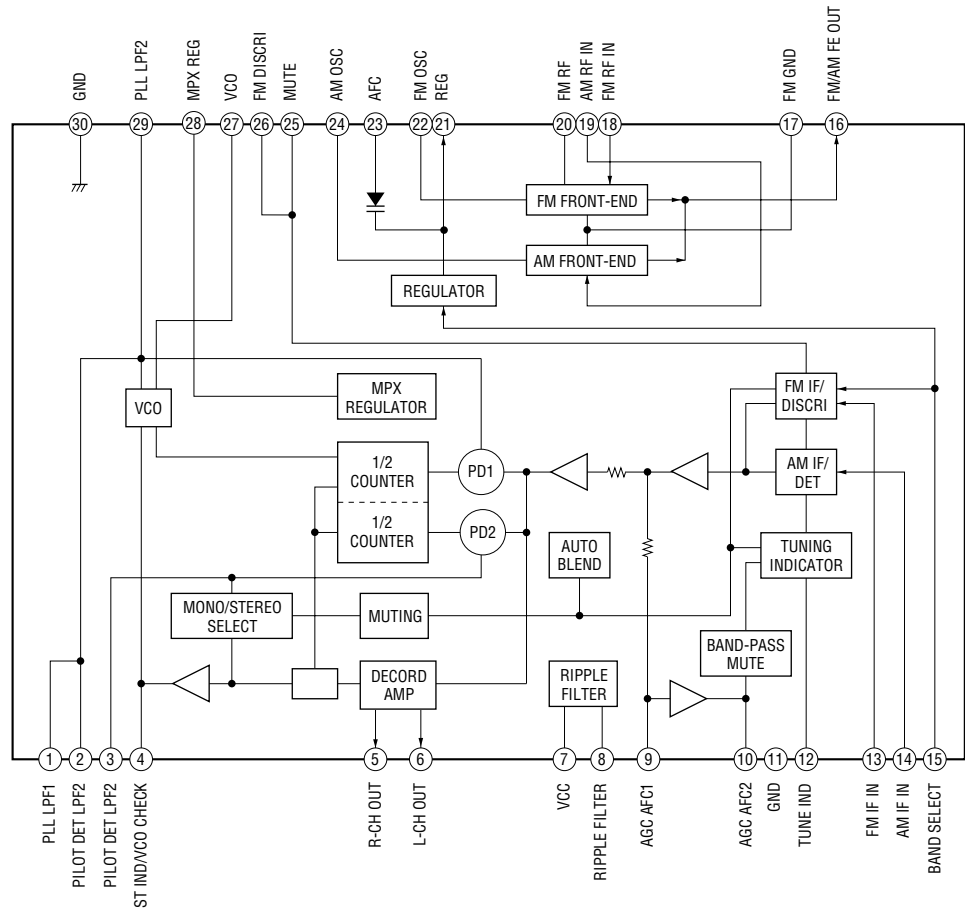 GND
PLL LPF2
MPX REG
VCO
FM DISCRI
MUTE
AM OSC
AFC
FM OSC
REG
FM RF
AM RF IN
FM RF IN
FM GND
FM/AM FE OUT
30
29
28
27
26
25
24
23
22
21
20
19
18
17
16
FM FRONT-END
AM FRONT-END
REGULATOR
VCO
MPX
REGULATOR
FM IF/
DISCRI
1/2
COUNTER
PD1
AM IF/
DET
1/2
COUNTER
PD2
AUTO
BLEND
TUNING
INDICATOR
MONO/STEREO
SELECT
MUTING
BAND-PASS
MUTE
DECORD
AMP
RIPPLE
FILTER
1
2
3
4
5
6
7
8
9
10
11
12
13
14
15
PLL LPF1
PILOT DET LPF2
PILOT DET LPF2
ST IND/VCO CHECK
R-CH OUT
L-CH OUT
VCC
RIPPLE FILTER
AGC AFC1
AGC AFC2
GND
TUNE IND
FM IF IN
AM IF IN
BAND SELECT